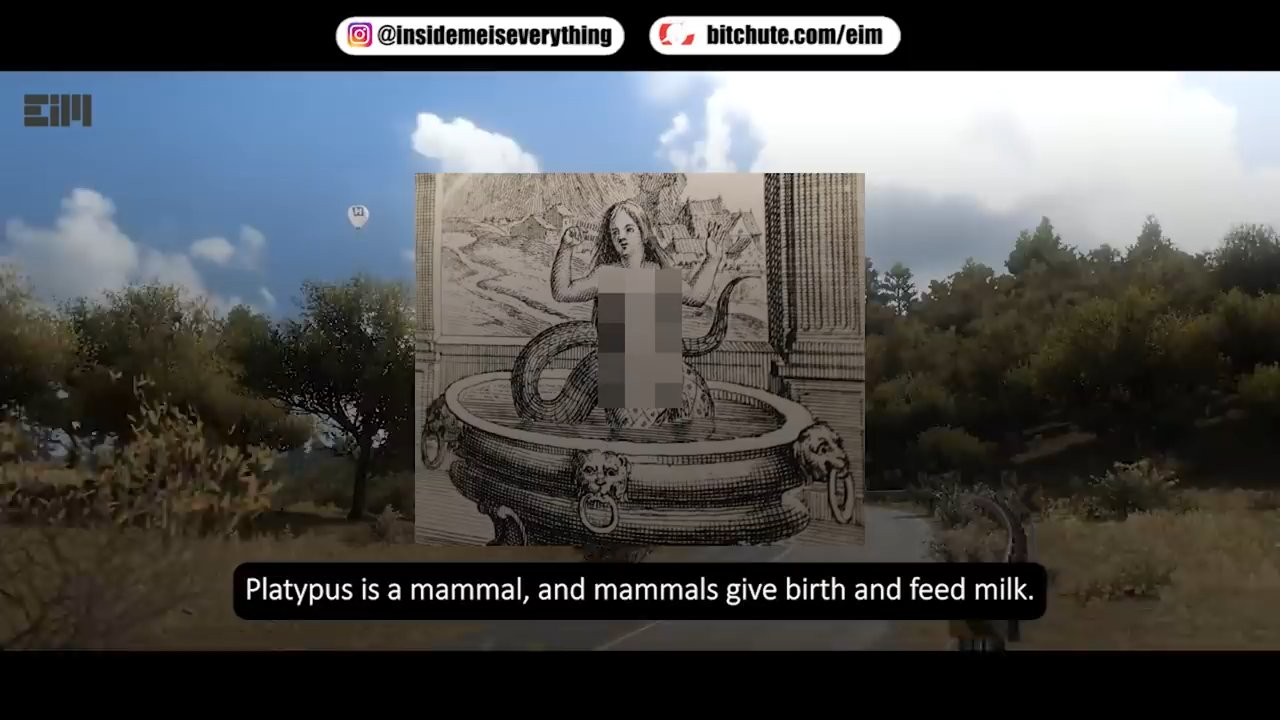 @insidemeiseverything
bitchute.com/eim
EIM
Platypus is a mammal, and mammals give birth and feed milk.